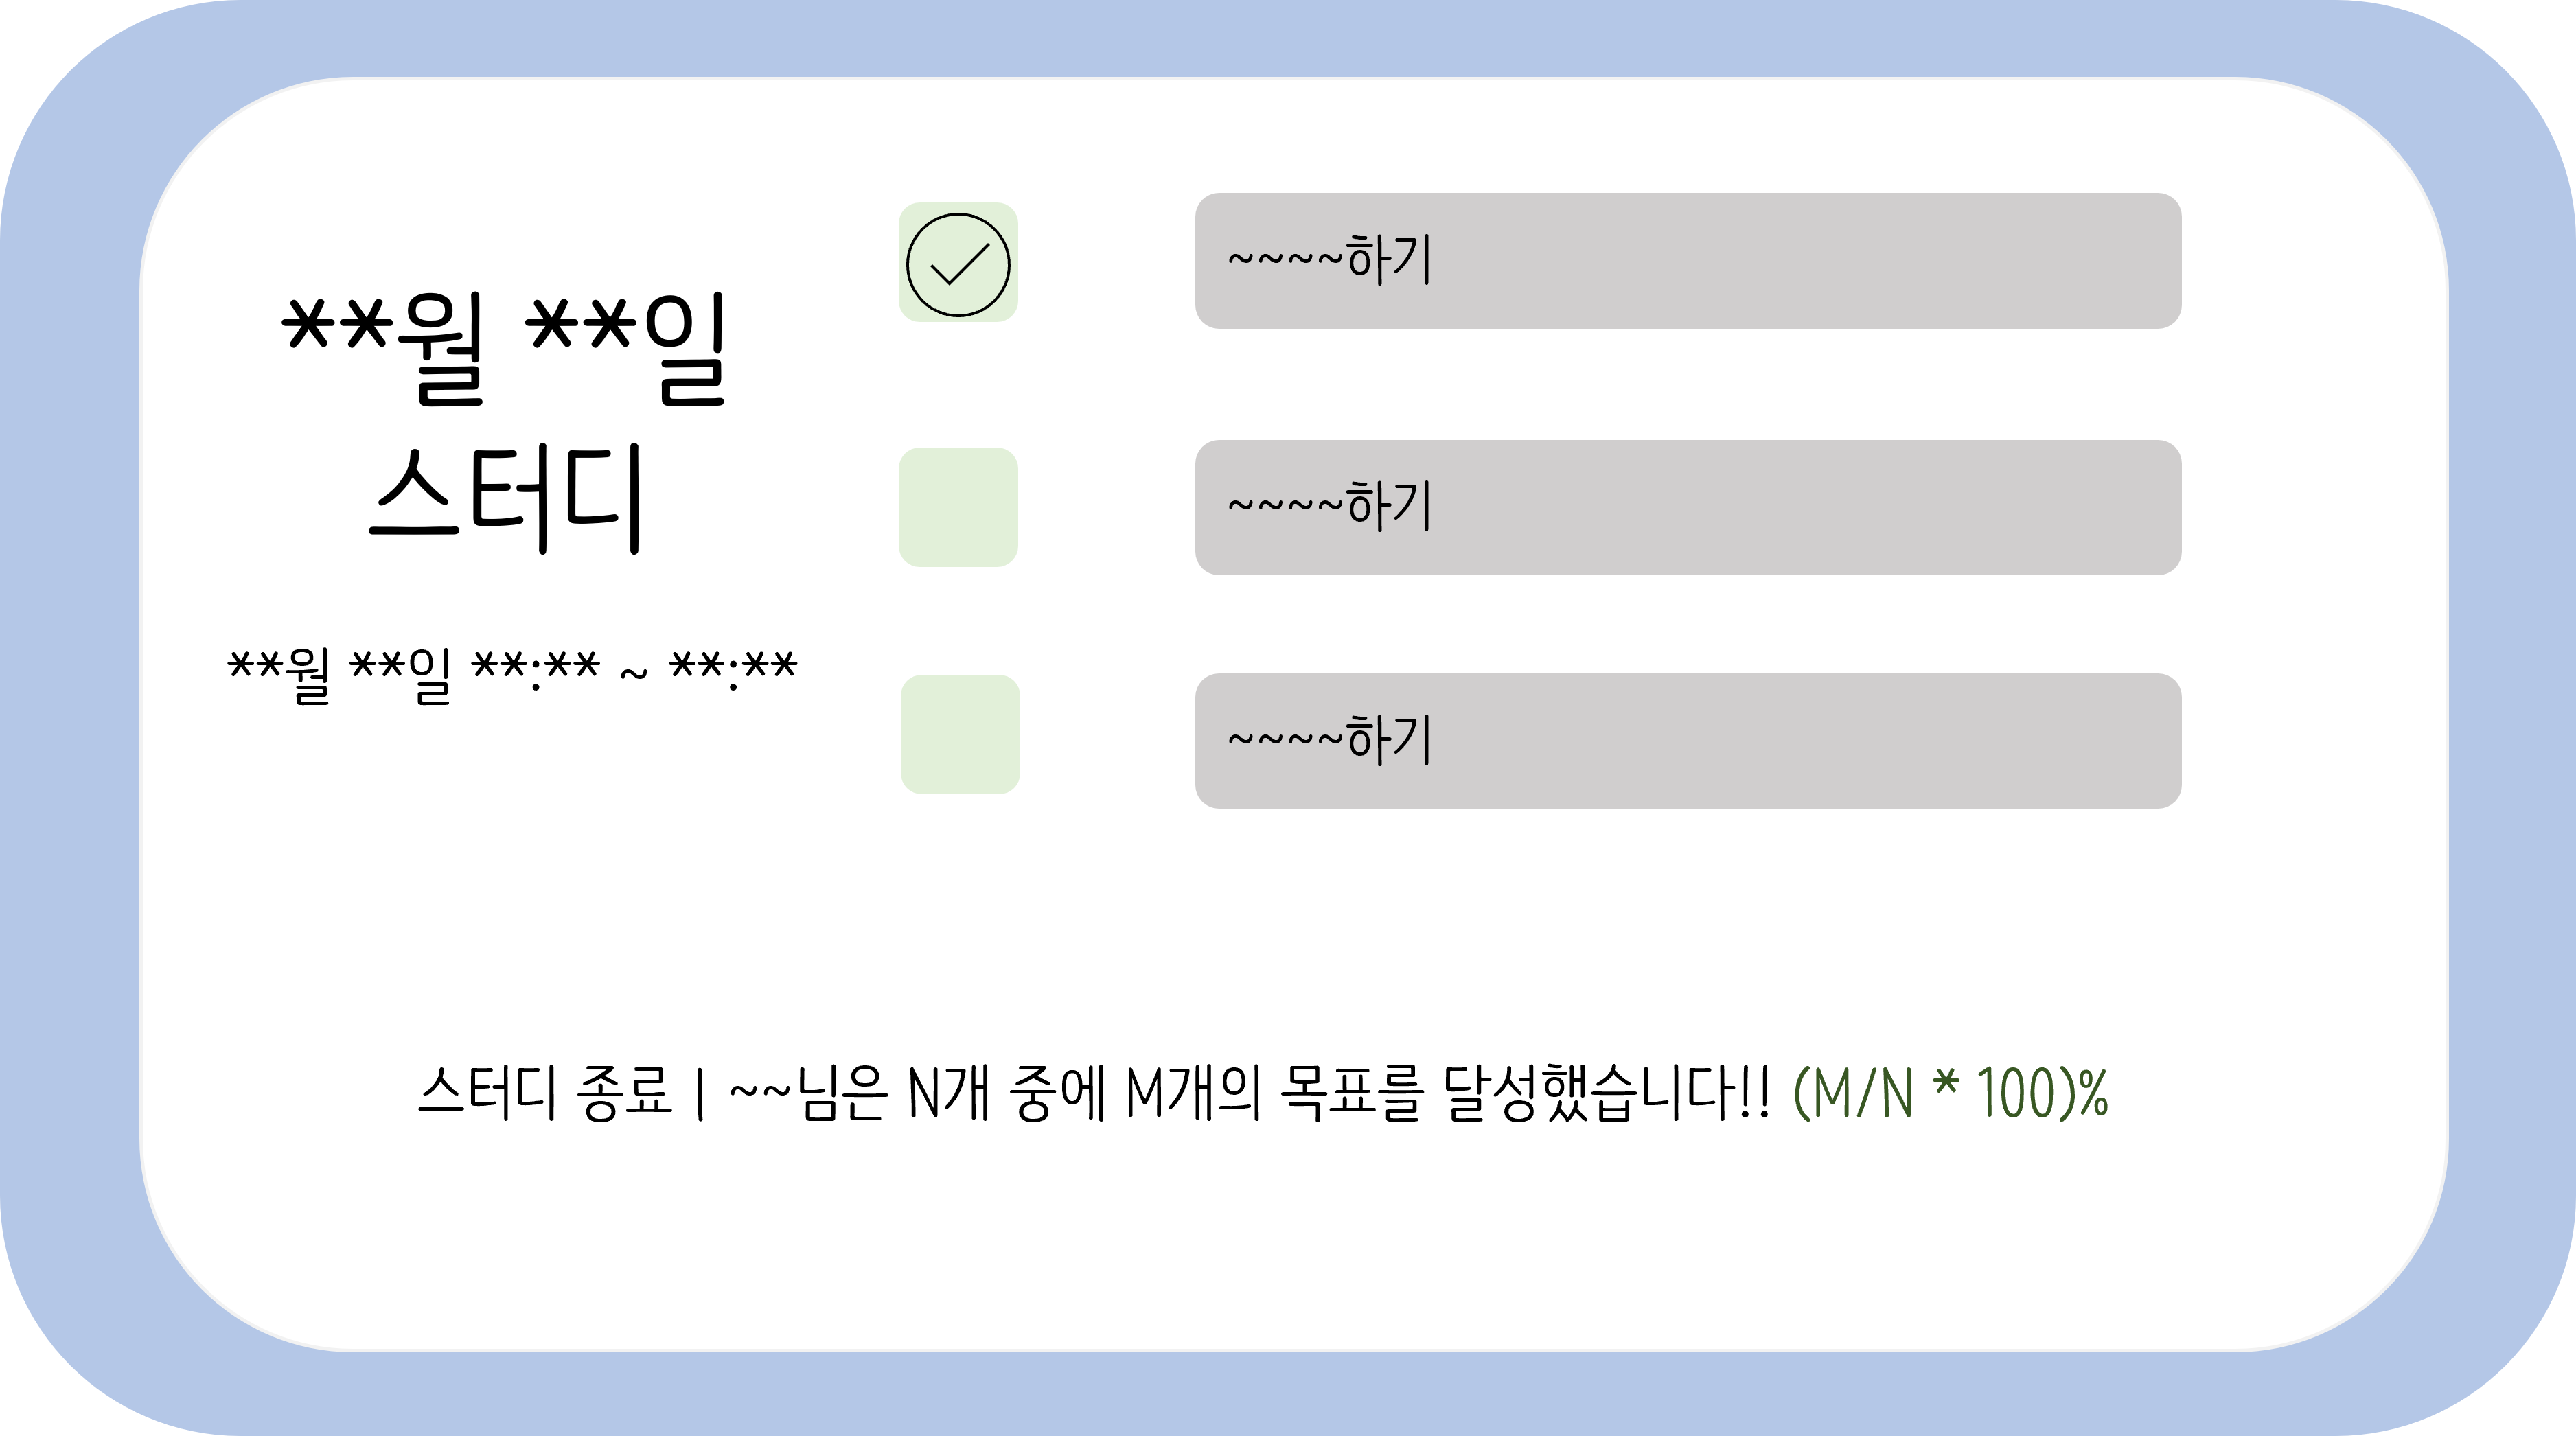 **월 **일
스터디
**월 **일 **:** ~ **:**
~~~~하기
~~~~하기
~~~~하기
스터디 종료 | ~~님은 N개 중에 M개의 목표를 달성했습니다!! (M/N * 100)%